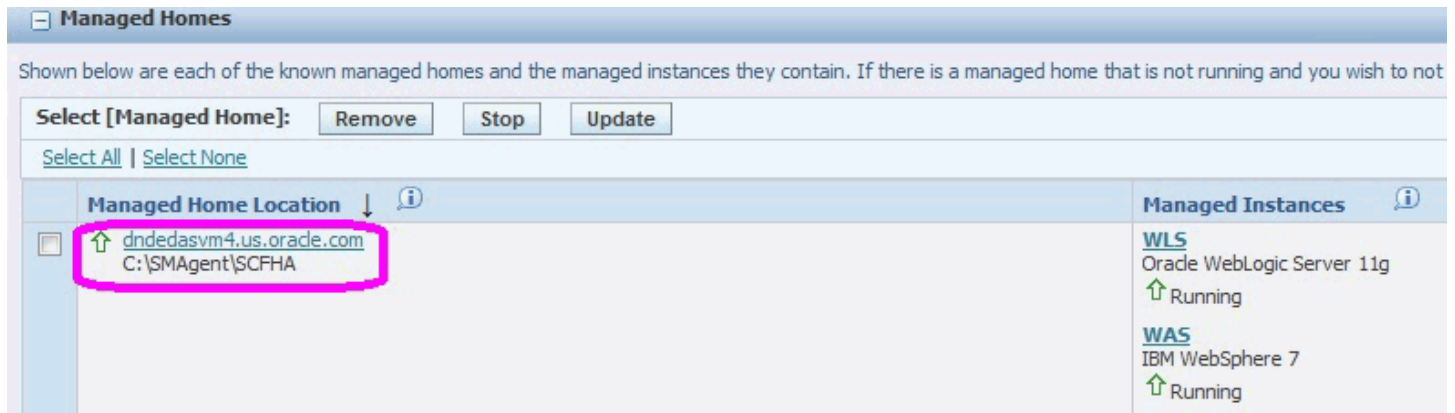 Managed Homes
Shown below are each of the known managed homes and the managed instances they contain. If there is a managed home that is not running and you wish to not
Select [Managed Home]: Remove Stop Update
Select All | Select None
Managed Home Location ↓ Managed Instances
dndedasvm4.us.oracle.com WLS
C:\SMAgent\SCFHA Oracle WebLogic Server 11g
Running
WAS
IBM WebSphere 7
Running